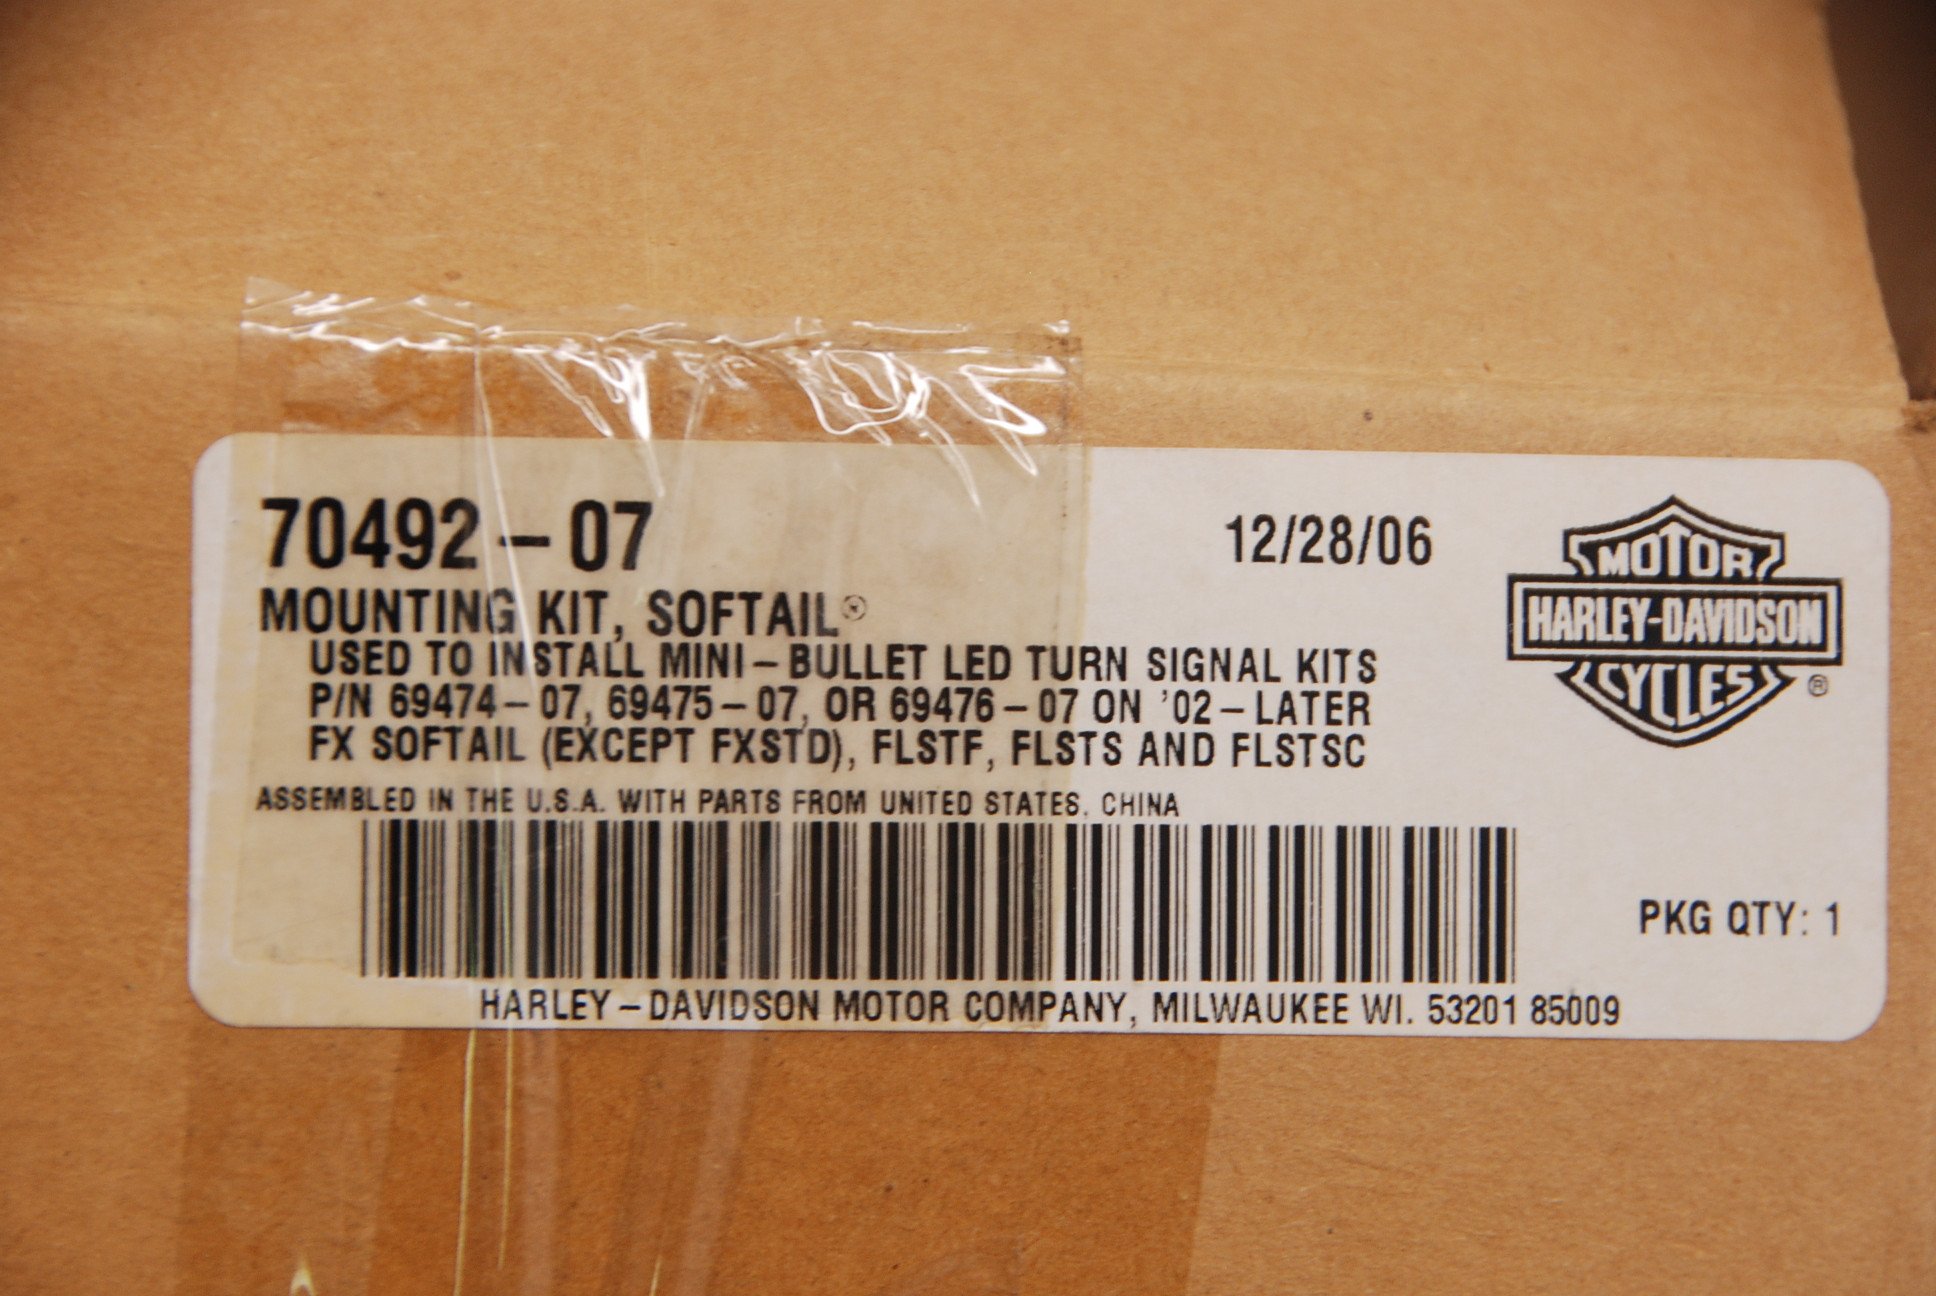 70492-07
12/28/06
MOTOR
HARLEY-DAVIDSON
CYCLES
®
MOUNTING KIT, SOFTAIL®
USED TO INSTALL MINI-BULLET LED TURN SIGNAL KITS
P/N 69474-07, 69475-07, OR 69476-07 ON '02-LATER
FX SOFTAIL (EXCEPT FXSTD), FLSTF, FLSTS AND FLSTSC
ASSEMBLED IN THE U.S.A. WITH PARTS FROM UNITED STATES, CHINA
PKG QTY: 1
HARLEY-DAVIDSON MOTOR COMPANY, MILWAUKEE WI. 53201 85009